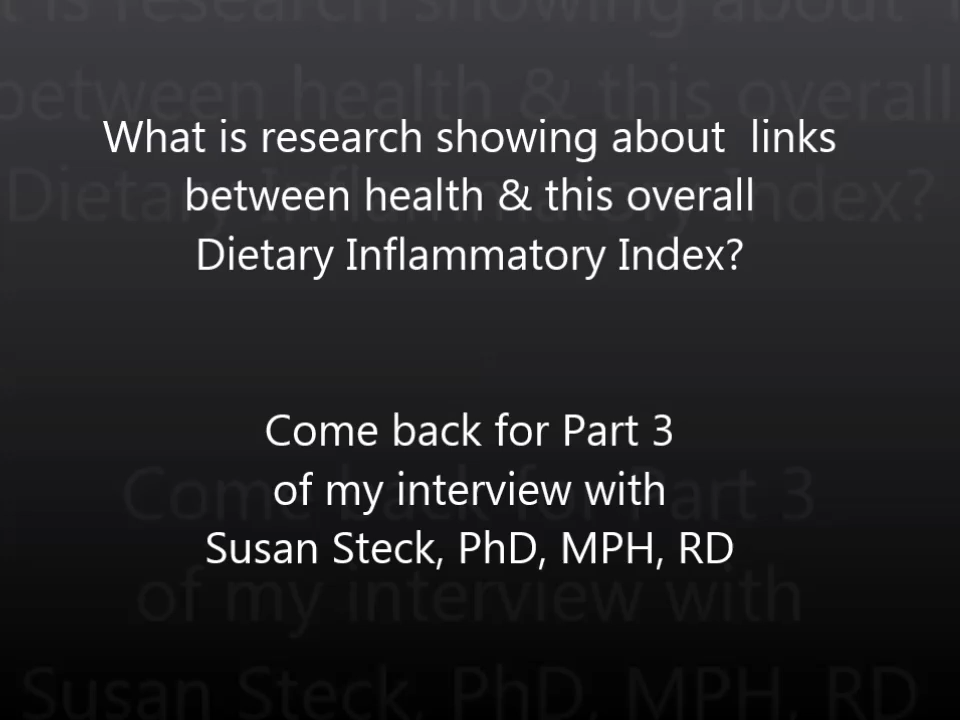 What is research showing about  links
between health & this overall
Dietary Inflammatory Index?
Come back for Part 3
of my interview with
Susan Steck, PhD, MPH, RD